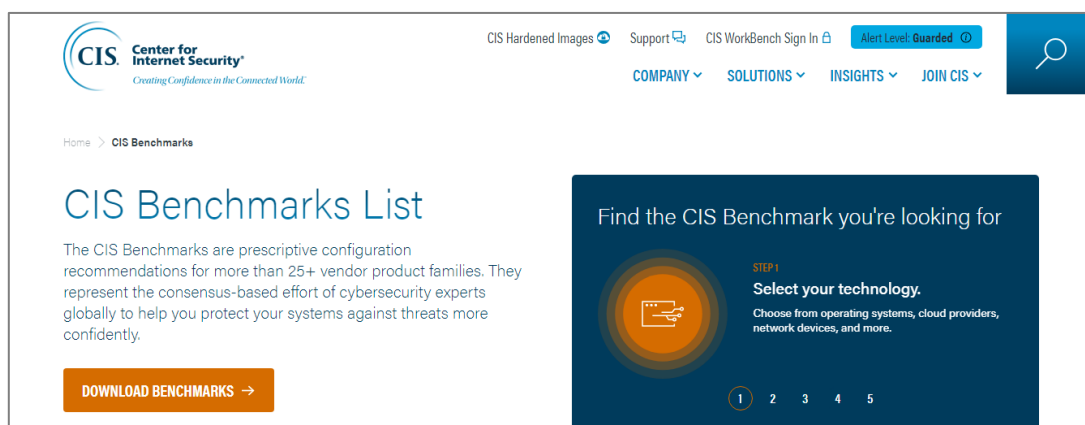 CIS Hardened Images Support CIS WorkBench Sign In Alert Level: Guarded
CIS.
Center for
Internet Security®
Creating Confidence in the Connected World.™
COMPANY SOLUTIONS INSIGHTS JOIN CIS
Home > CIS Benchmarks
CIS Benchmarks List
The CIS Benchmarks are prescriptive configuration
recommendations for more than 25+ vendor product families. They
represent the consensus-based effort of cybersecurity experts
globally to help you protect your systems against threats more
confidently.
DOWNLOAD BENCHMARKS →
Find the CIS Benchmark you're looking for
STEP 1
Select your technology.
Choose from operating systems, cloud providers,
network devices, and more.
1 2 3 4 5